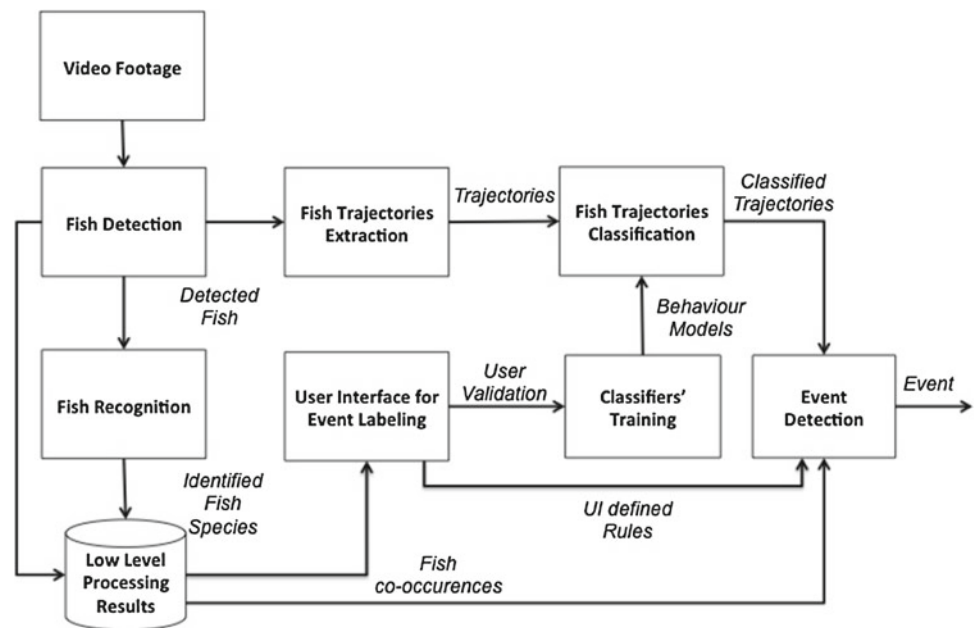 Video Footage
Fish Detection
Fish Trajectories
Extraction
Trajectories
Fish Trajectories
Classification
Classified
Trajectories
Detected
Fish
Behaviour
Models
Fish Recognition
User Interface for
Event Labeling
User
Validation
Classifiers'
Training
Event
Detection
Event
Identified
Fish
Species
UI defined
Rules
Low Level
Processing
Results
Fish
co-occurences